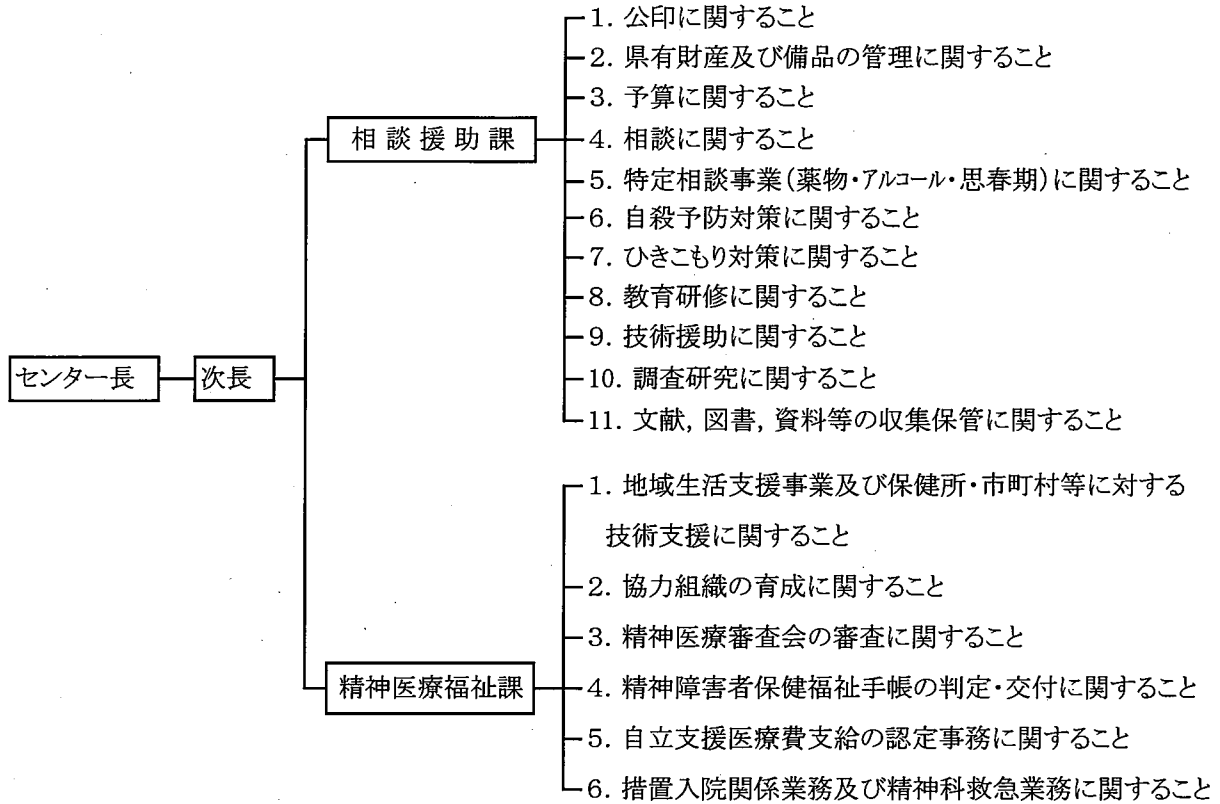 センター長
次長
相談援助課
1. 公印に関すること
2. 県有財産及び備品の管理に関すること
3. 予算に関すること
4. 相談に関すること
5. 特定相談事業(薬物・アルコール・思春期)に関すること
6. 自殺予防対策に関すること
7. ひきこもり対策に関すること
8. 教育研修に関すること
9. 技術援助に関すること
10. 調査研究に関すること
11. 文献, 図書, 資料等の収集保管に関すること
精神医療福祉課
1. 地域生活支援事業及び保健所・市町村等に対する
技術支援に関すること
2. 協力組織の育成に関すること
3. 精神医療審査会の審査に関すること
4. 精神障害者保健福祉手帳の判定・交付に関すること
5. 自立支援医療費支給の認定事務に関すること
6. 措置入院関係業務及び精神科救急業務に関すること